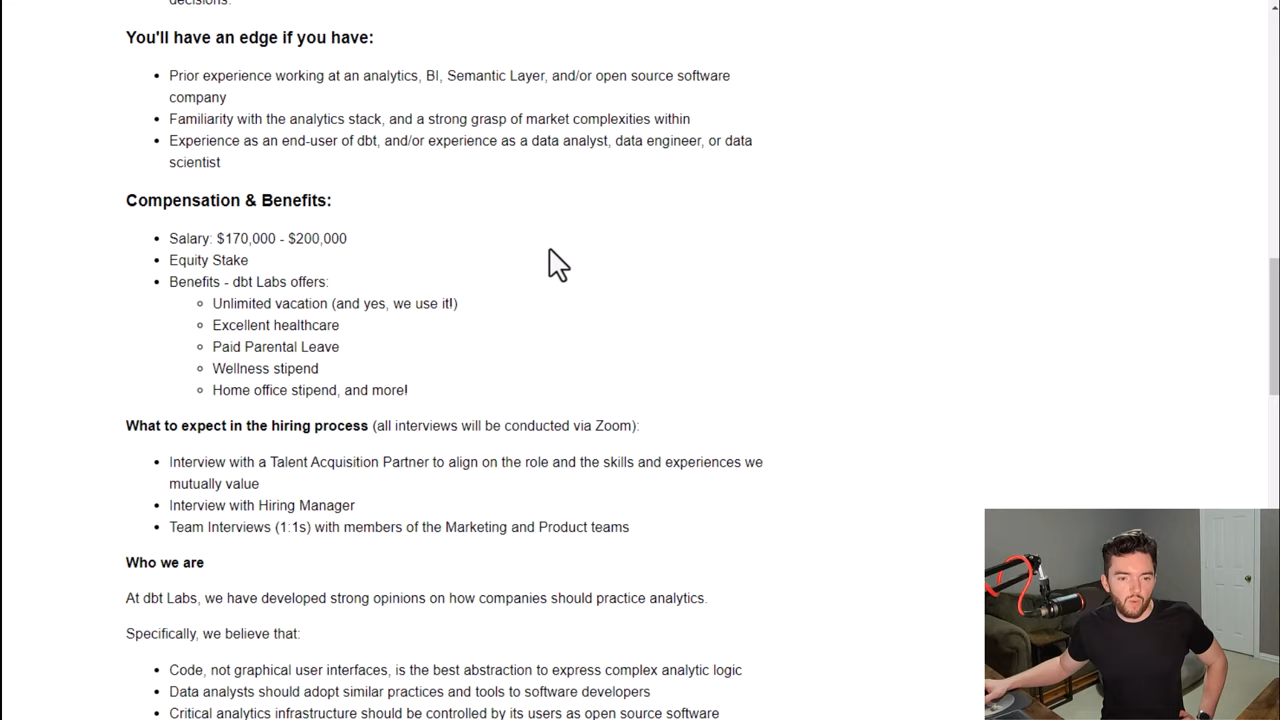 decisions.
You'll have an edge if you have:
Prior experience working at an analytics, BI, Semantic Layer, and/or open source software
company
Familiarity with the analytics stack, and a strong grasp of market complexities within
Experience as an end-user of dbt, and/or experience as a data analyst, data engineer, or data
scientist
Compensation & Benefits:
Salary: $170,000 - $200,000
Equity Stake
Benefits - dbt Labs offers:
Unlimited vacation (and yes, we use it!)
Excellent healthcare
Paid Parental Leave
Wellness stipend
Home office stipend, and more!
What to expect in the hiring process (all interviews will be conducted via Zoom):
Interview with a Talent Acquisition Partner to align on the role and the skills and experiences we
mutually value
Interview with Hiring Manager
Team Interviews (1:1s) with members of the Marketing and Product teams
Who we are
At dbt Labs, we have developed strong opinions on how companies should practice analytics.
Specifically, we believe that:
Code, not graphical user interfaces, is the best abstraction to express complex analytic logic
Data analysts should adopt similar practices and tools to software developers
Critical analytics infrastructure should be controlled by its users as open source software